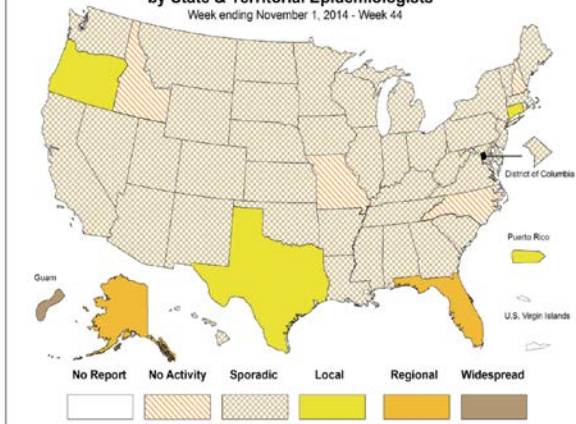 by State & Territorial Epidemiologists
Week ending November 1, 2014 - Week 44
District of Columbia
Puerto Rico
Guam
U.S. Virgin Islands
No Report No Activity Sporadic Local Regional Widespread